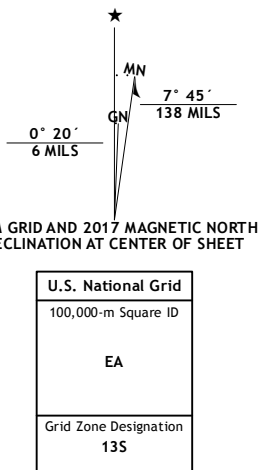 ★
MN
7° 45´
138 MILS
GN
0° 20´
6 MILS
GRID AND 2017 MAGNETIC NORTH
AT CENTER OF SHEET
U.S. National Grid
100,000-m Square ID
EA
Grid Zone Designation
13S